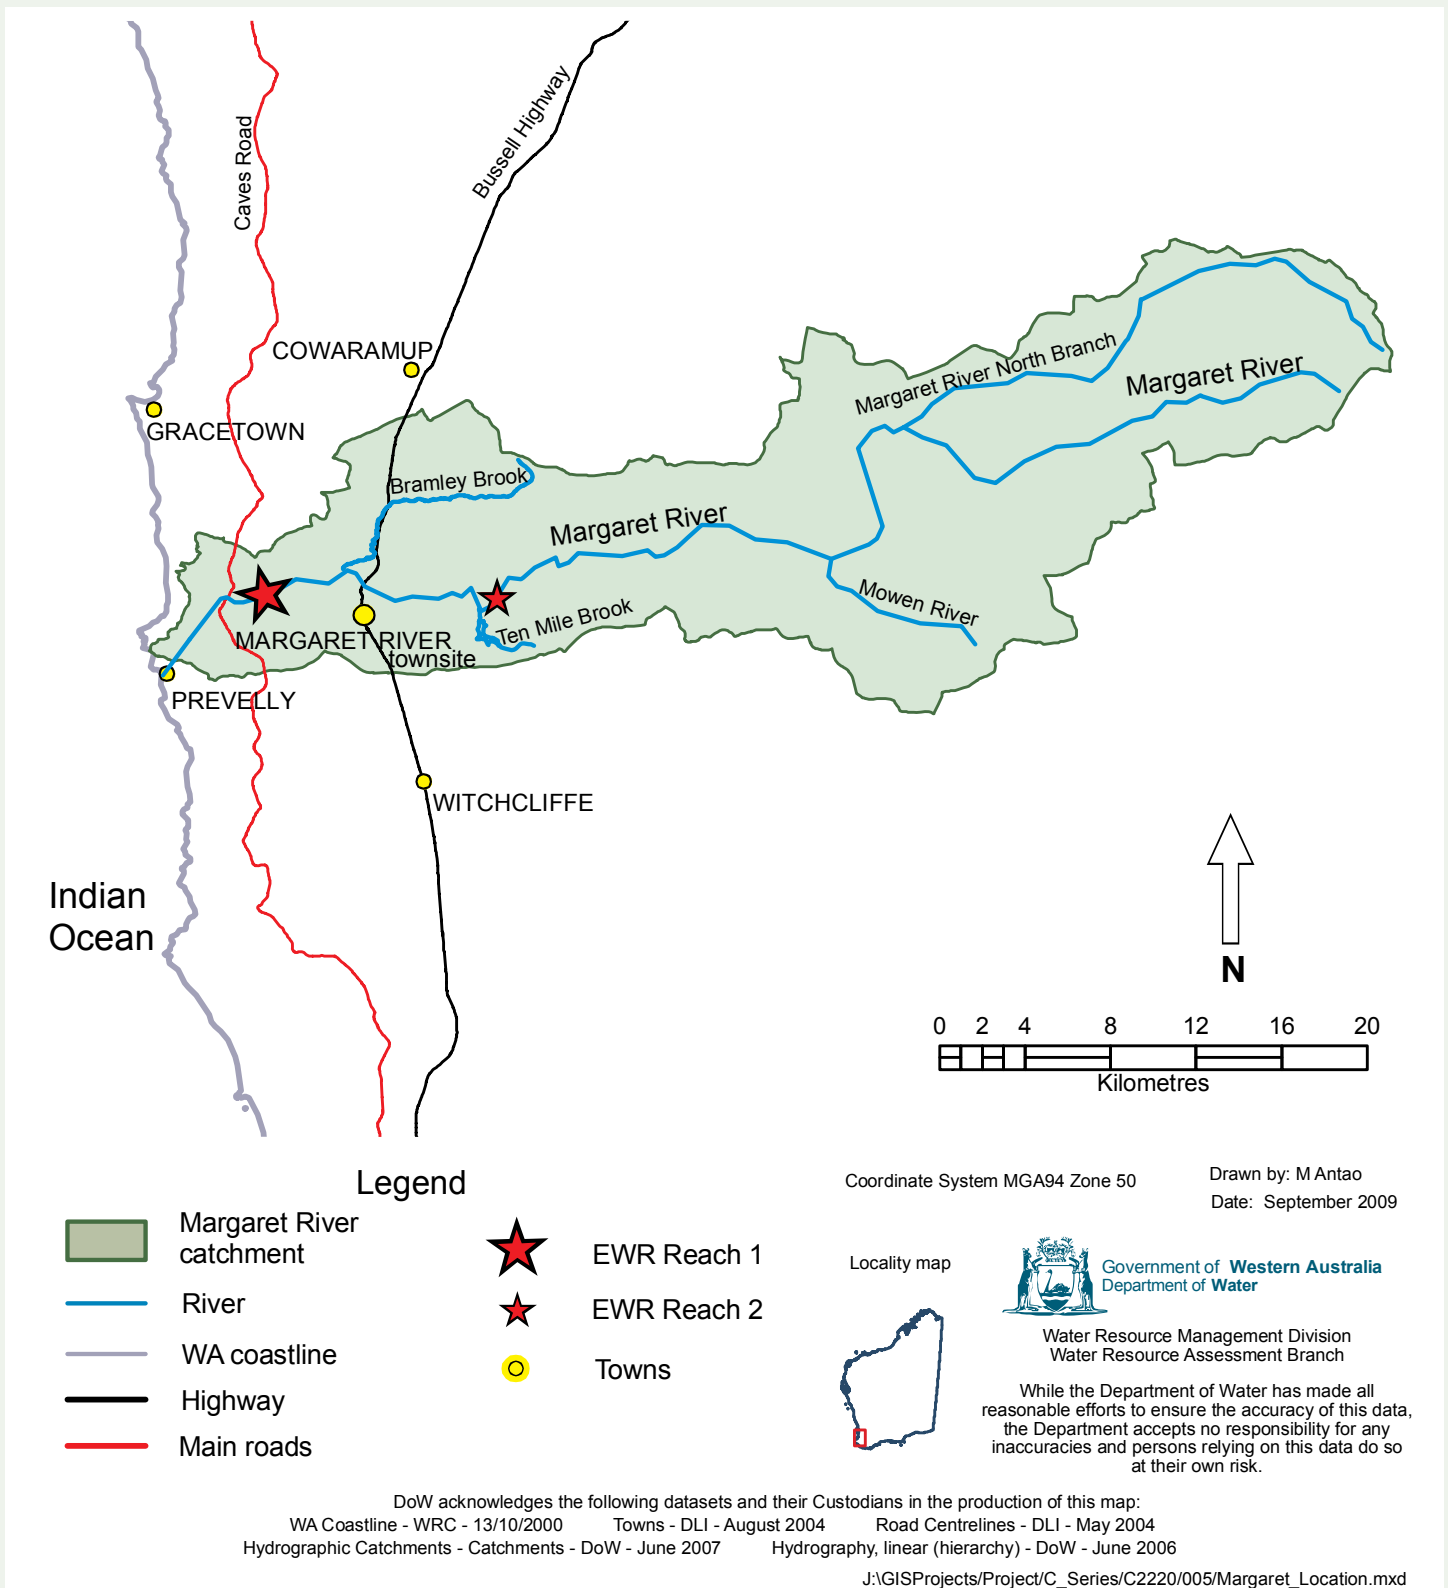 Caves Road
Bussell Highway
COWARAMUP
GRACETOWN
Margaret River North Branch
Margaret River
Bramley Brook
Margaret River
Mowen River
Ten Mile Brook
MARGARET RIVER
townsite
PREVELLY
WITCHCLIFFE
Indian
Ocean
N
0 2 4 8 12 16 20
Kilometres
Legend
Margaret River
catchment
River
WA coastline
Highway
Main roads
EWR Reach 1
EWR Reach 2
Towns
Coordinate System MGA94 Zone 50
Drawn by: M Antao
Date: September 2009
Locality map
Government of Western Australia
Department of Water
Water Resource Management Division
Water Resource Assessment Branch
While the Department of Water has made all
reasonable efforts to ensure the accuracy of this data,
the Department accepts no responsibility for any
inaccuracies and persons relying on this data do so
at their own risk.
DoW acknowledges the following datasets and their Custodians in the production of this map:
WA Coastline - WRC - 13/10/2000 Towns - DLI - August 2004 Road Centrelines - DLI - May 2004
Hydrographic Catchments - Catchments - DoW - June 2007 Hydrography, linear (hierarchy) - DoW - June 2006
J:\GISProjects/Project/C_Series/C2220/005/Margaret_Location.mxd